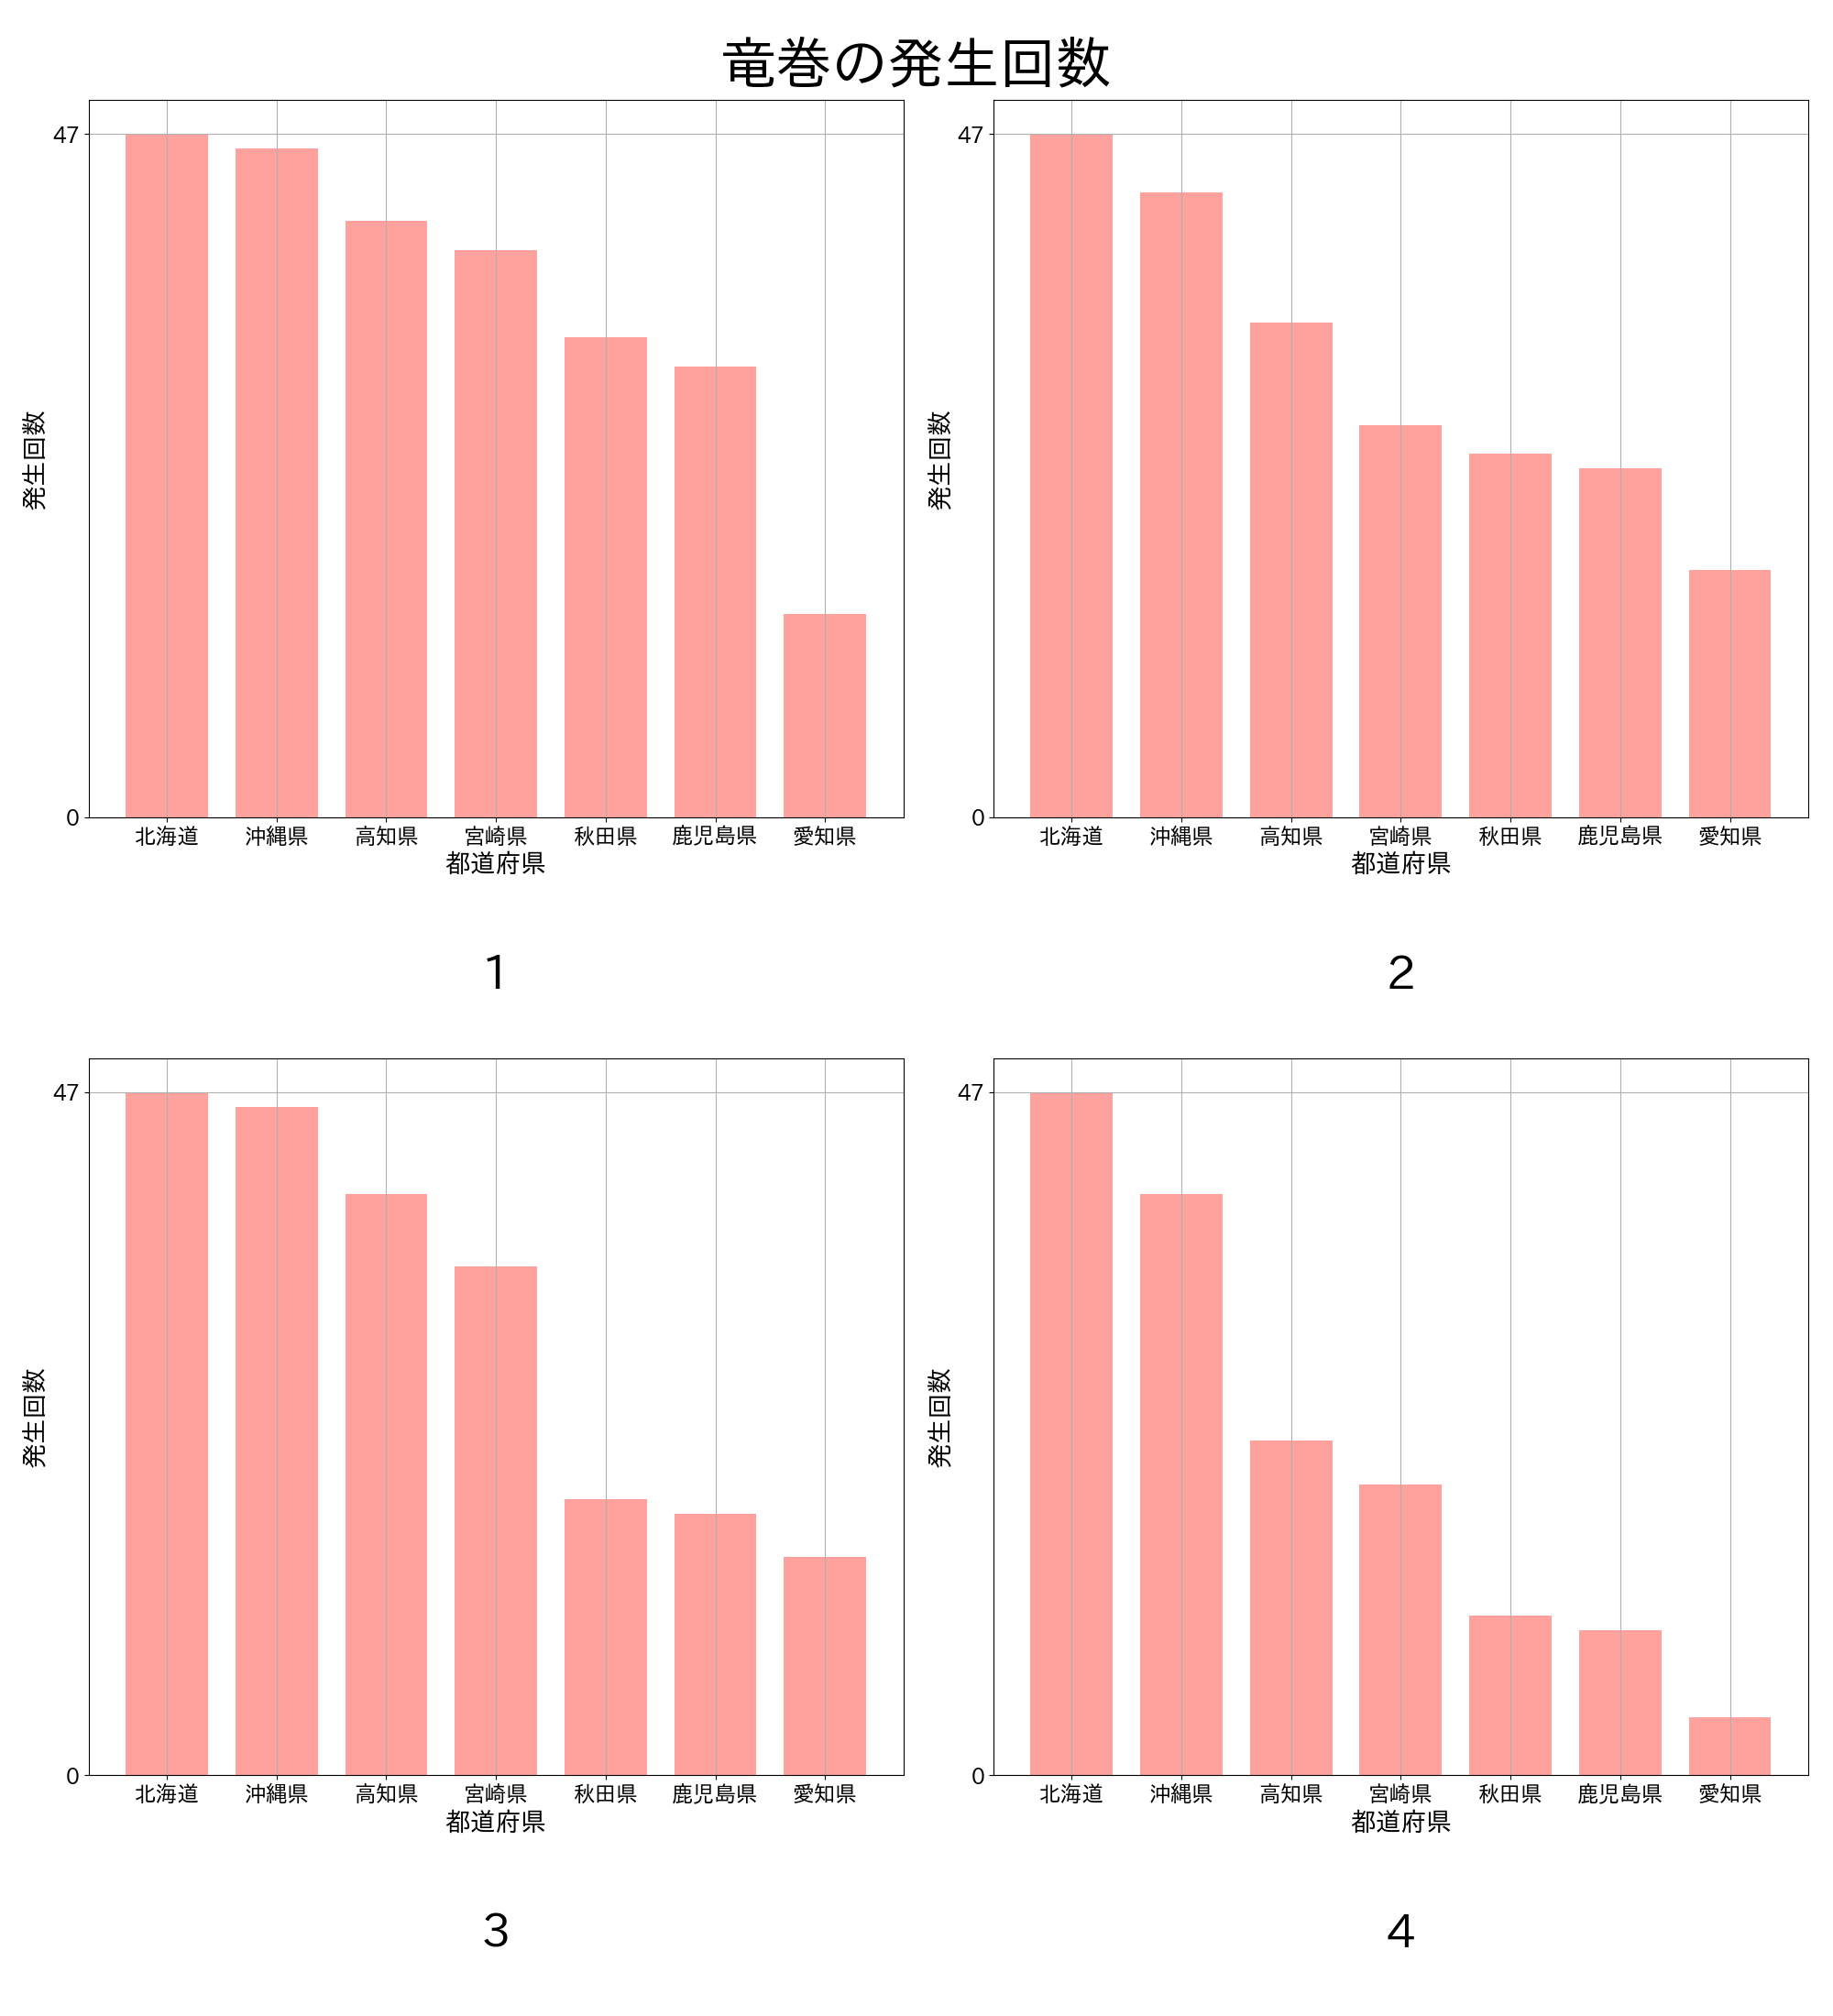 竜巻の発生回数
47
0
発生回数
北海道 沖縄県 高知県 宮崎県 秋田県 鹿児島県 愛知県
都道府県
1
47
0
発生回数
北海道 沖縄県 高知県 宮崎県 秋田県 鹿児島県 愛知県
都道府県
2
47
0
発生回数
北海道 沖縄県 高知県 宮崎県 秋田県 鹿児島県 愛知県
都道府県
3
47
0
発生回数
北海道 沖縄県 高知県 宮崎県 秋田県 鹿児島県 愛知県
都道府県
4